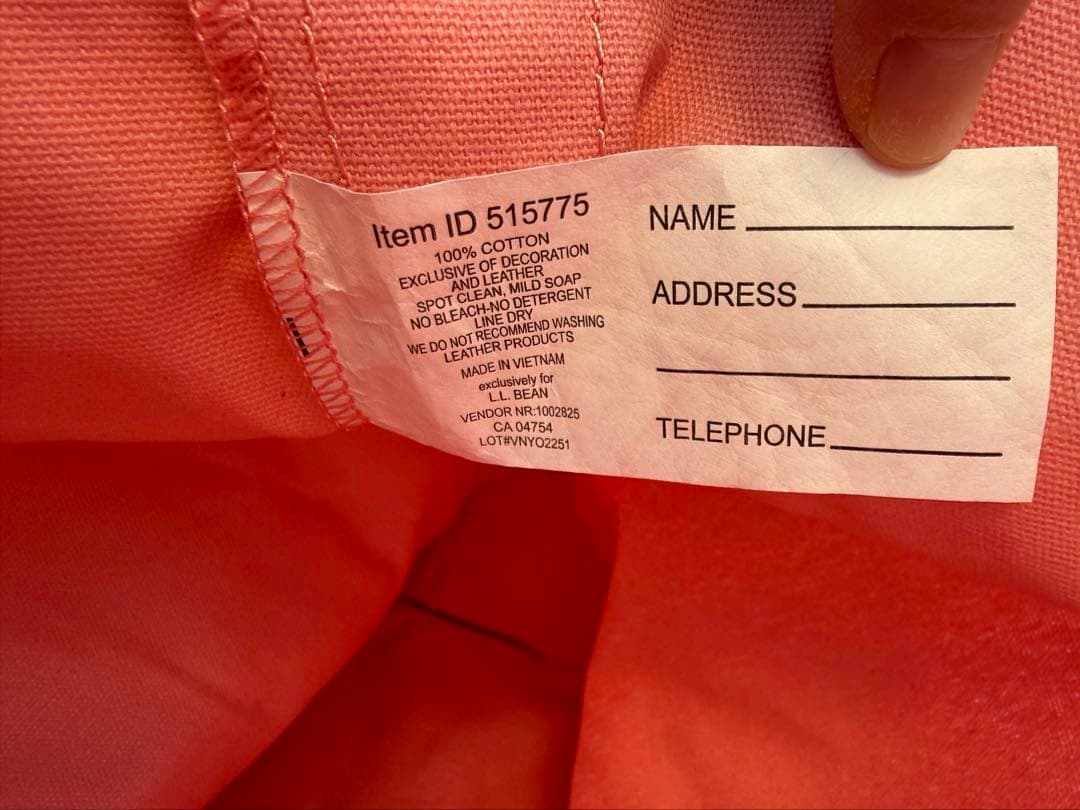 Item ID 515775
100% COTTON
EXCLUSIVE OF DECORATION
AND LEATHER
SPOT CLEAN, MILD SOAP
NO BLEACH-NO DETERGENT
LINE DRY
WE DO NOT RECOMMEND WASHING
LEATHER PRODUCTS
MADE IN VIETNAM
exclusively for
L.L. BEAN
VENDOR NR:1002825
CA 04754
LOT#VNYO2251
NAME
ADDRESS
TELEPHONE